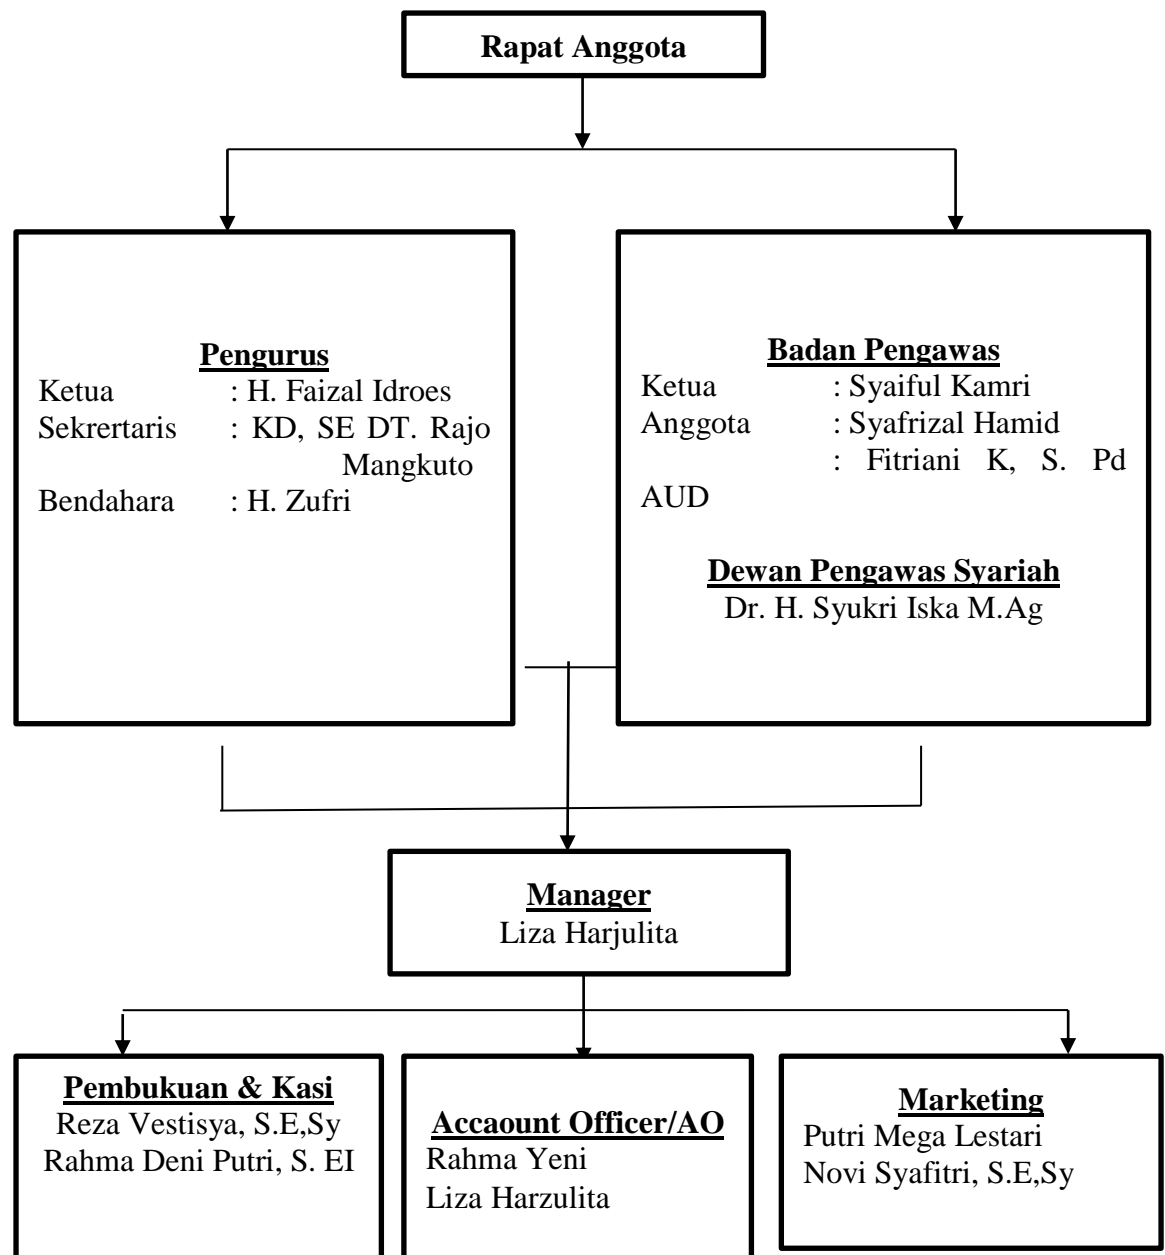 Rapat Anggota
Pengurus
Ketua : H. Faizal Idroes
Sekrertaris : KD, SE DT. Rajo
Mangkuto
Bendahara : H. Zufri
Badan Pengawas
Ketua : Syaiful Kamri
Anggota : Syafrizal Hamid
: Fitriani K, S. Pd
AUD
Dewan Pengawas Syariah
Dr. H. Syukri Iska M.Ag
Manager
Liza Harjulita
Pembukuan & Kasi
Reza Vestisya, S.E,Sy
Rahma Deni Putri, S. EI
Accaount Officer/AO
Rahma Yeni
Liza Harzulita
Marketing
Putri Mega Lestari
Novi Syafitri, S.E,Sy